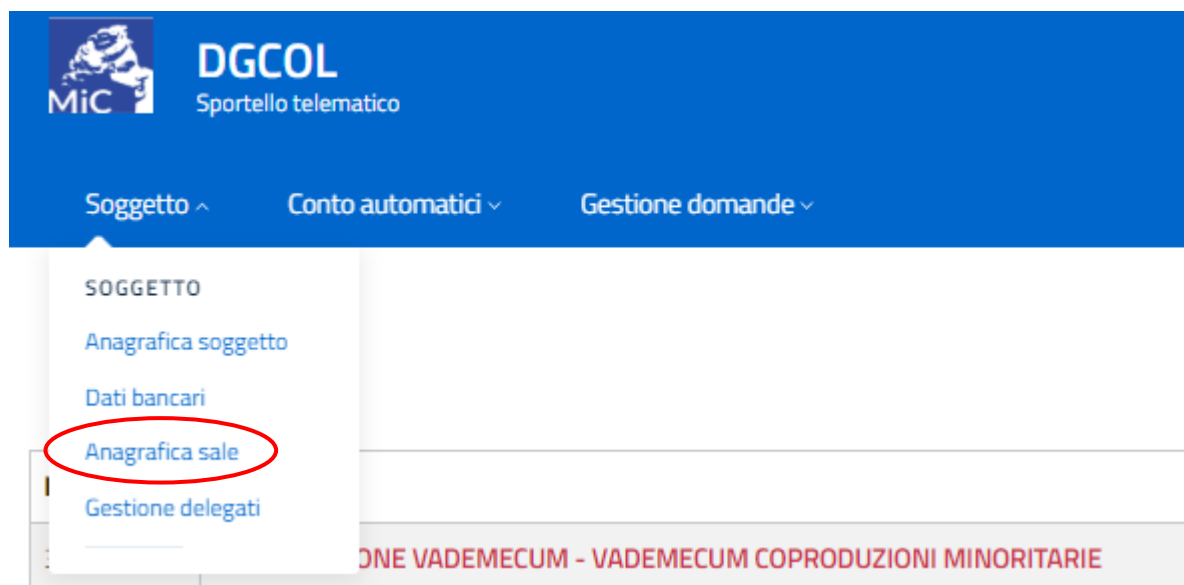 MiC
DGCOL
Sportello telematico
Soggetto Conto automatici Gestione domande
SOGGETTO
Anagrafica soggetto
Dati bancari
Anagrafica sale
Gestione delegati
VADEMECUM - VADEMECUM COPRODUZIONI MINORITARIE